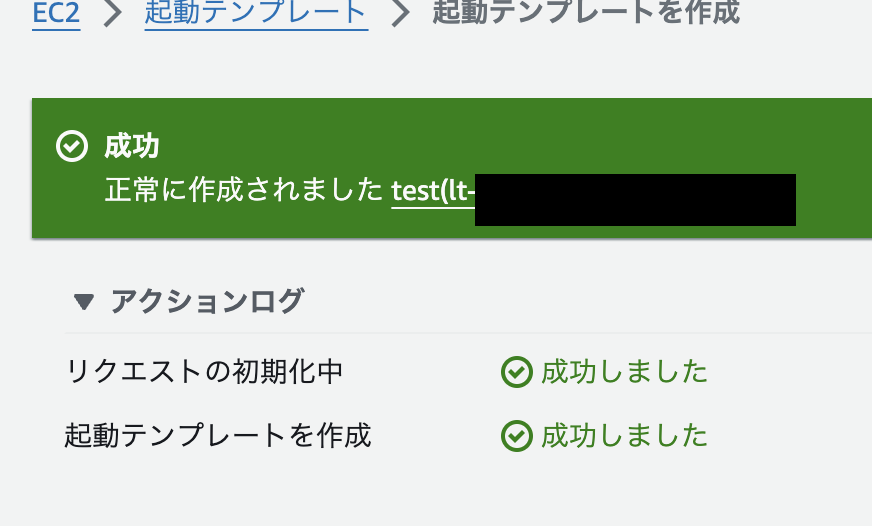 EC2 > 起動テンプレート > 起動テンプレートを作成
成功
正常に作成されました test(lt-
▼ アクションログ
リクエストの初期化中 成功しました
起動テンプレートを作成 成功しました